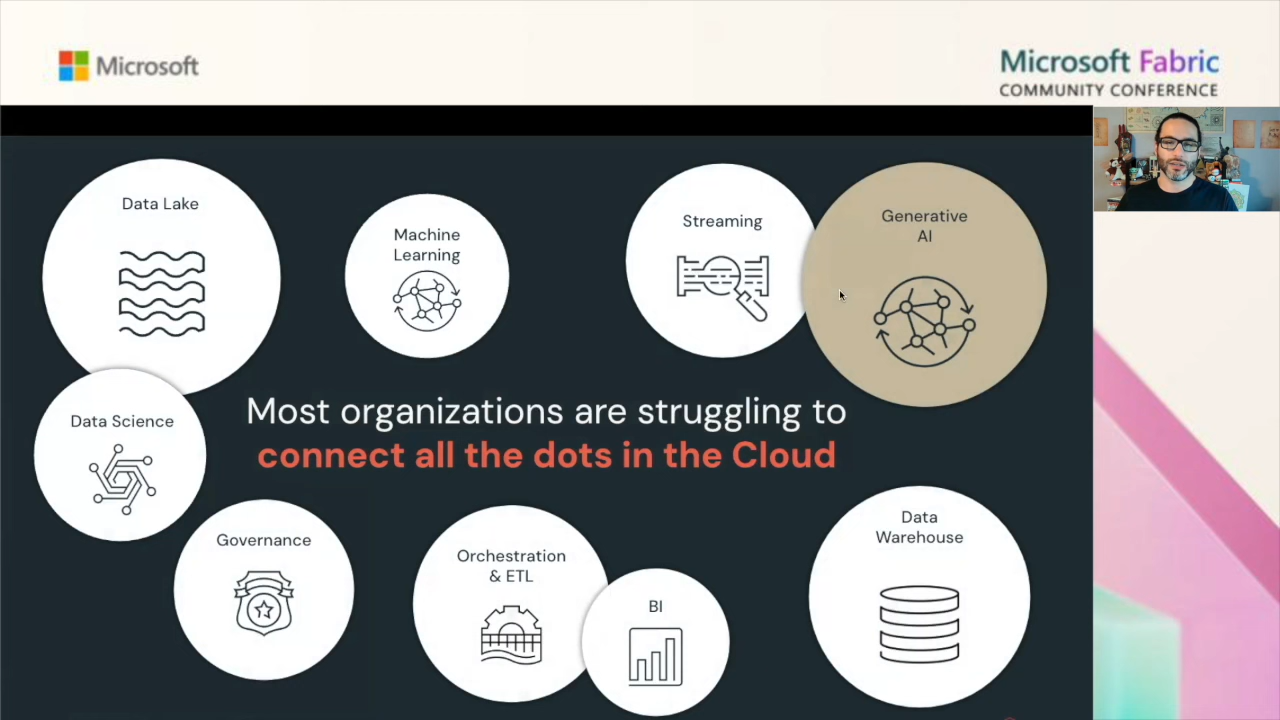 Microsoft
Microsoft Fabric
COMMUNITY CONFERENCE
Data Lake
Machine
Learning
Streaming
Generative
AI
Most organizations are struggling to
connect all the dots in the Cloud
Data Science
Governance
Orchestration
& ETL
BI
Data
Warehouse